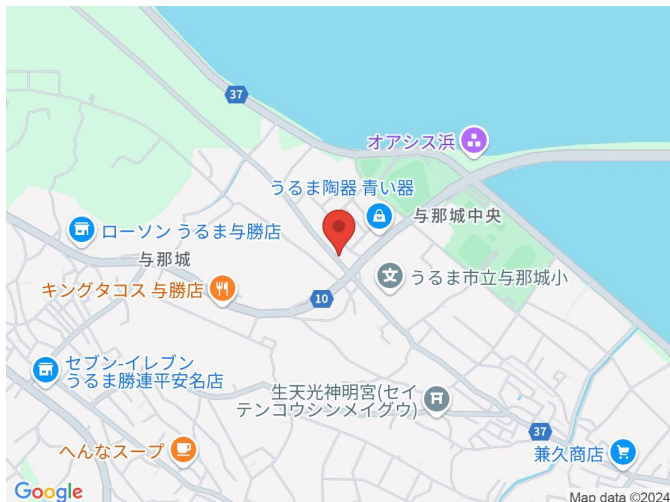 37
オアシス浜
うるま陶器 青い器
与那城中央
ローソン うるま与勝店
与那城
うるま市立与那城小
キングタコス 与勝店
10
セブン-イレブン
うるま勝連平安名店
生天光神明宮(セイ
テンコウシンメイグウ)
37
へんなスープ
兼久商店
Google
Map data ©2024